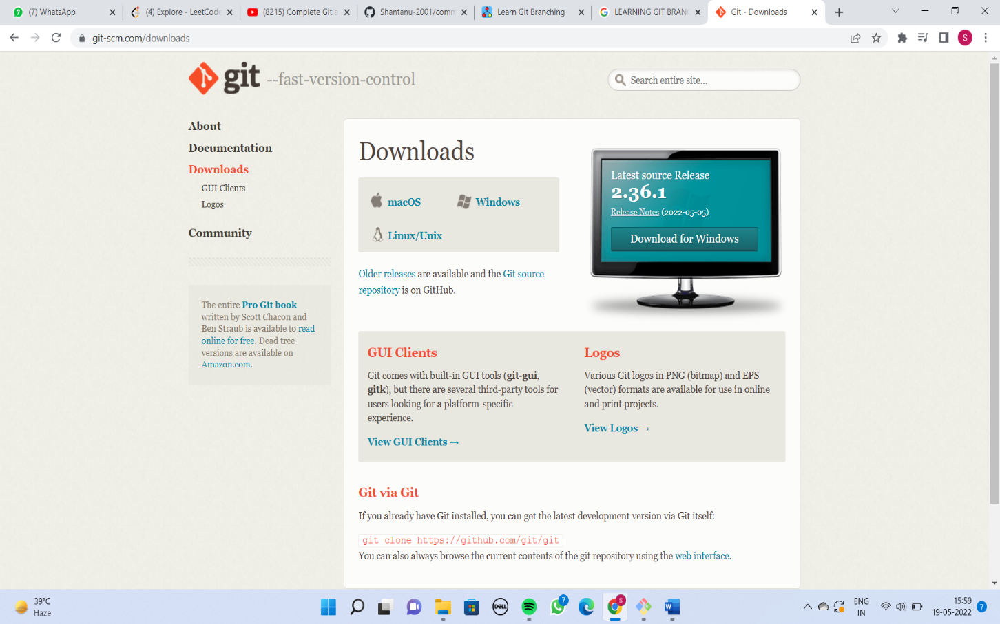 7
(7) WhatsApp
(4) Explore - LeetCode
(8215) Complete Git a
Shantanu-2001/comm
Learn Git Branching
LEARNING GIT BRANC
Git - Downloads
git-scm.com/downloads
S
git --fast-version-control
Search entire site...
About
Documentation
Downloads
GUI Clients
Logos
Community
The entire Pro Git book
written by Scott Chacon and
Ben Straub is available to read
online for free. Dead tree
versions are available on
Amazon.com.
Downloads
macOS
Windows
Linux/Unix
Older releases are available and the Git source
repository is on GitHub.
Latest source Release
2.36.1
Release Notes (2022-05-05)
Download for Windows
GUI Clients
Git comes with built-in GUI tools (git-gui,
gitk), but there are several third-party tools for
users looking for a platform-specific
experience.
View GUI Clients →
Logos
Various Git logos in PNG (bitmap) and EPS
(vector) formats are available for use in online
and print projects.
View Logos →
Git via Git
If you already have Git installed, you can get the latest development version via Git itself:
git clone https://github.com/git/git
You can also always browse the current contents of the git repository using the web interface.
39°C
Haze
DELL
7
S
W
ENG
IN
15:59
19-05-2022
7